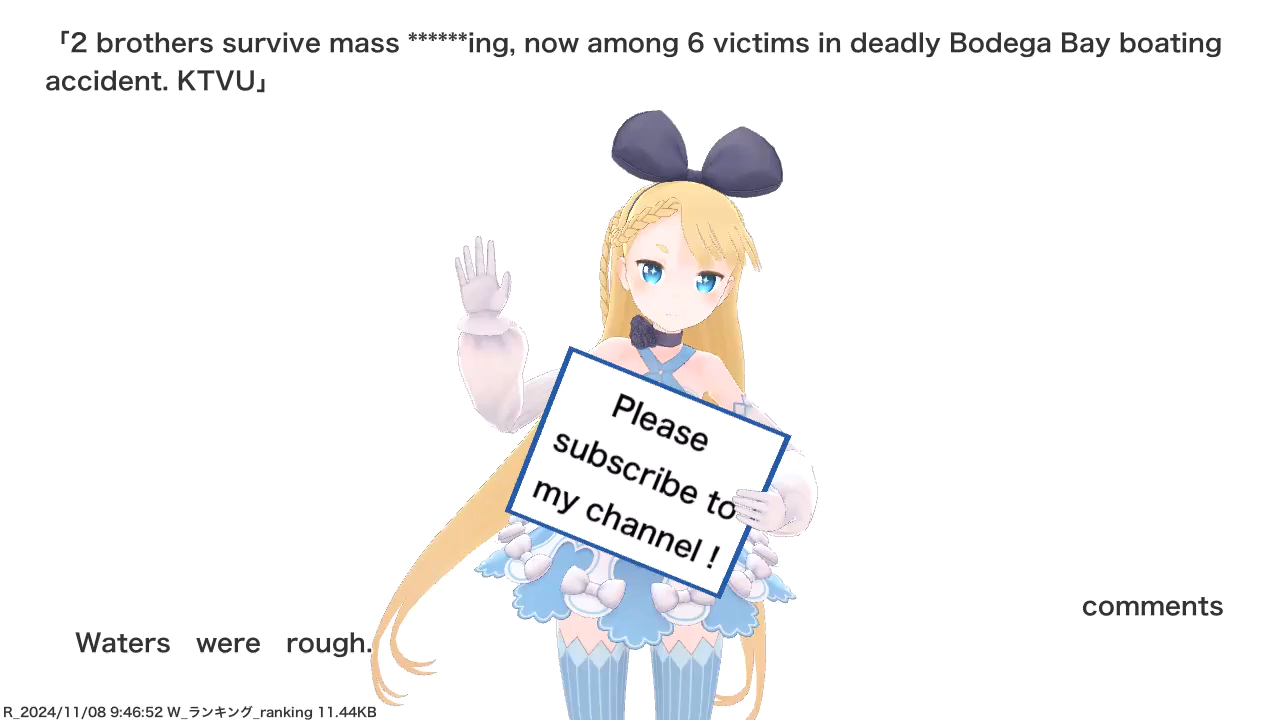 「2 brothers survive mass ******ing, now among 6 victims in deadly Bodega Bay boating
accident. KTVU」
Please
subscribe to
my channel !
comments
Waters were rough.
R_2024/11/08 9:46:52 W_ランキング_ranking 11.44KB